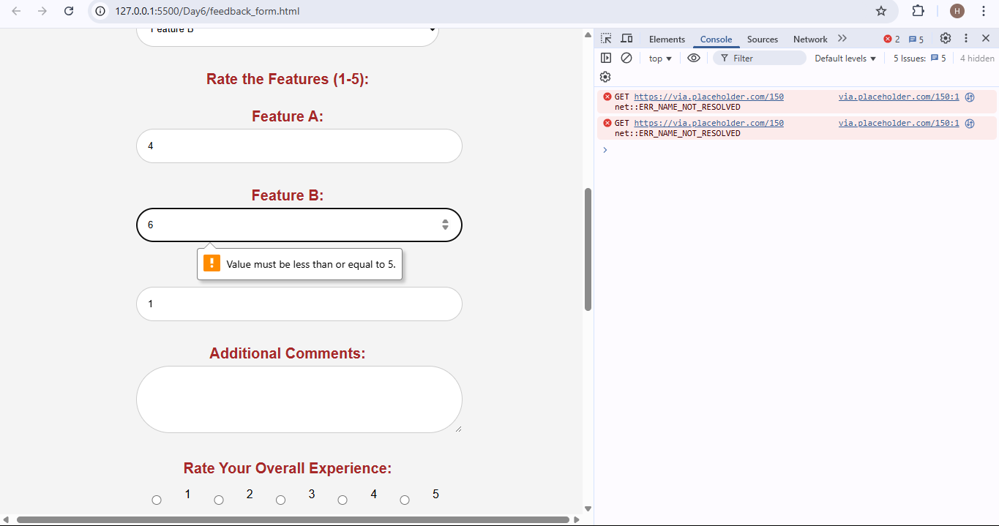 127.0.0.1:5500/Day6/feedback_form.html
H
Elements
Console
Sources
Network
2
5
top
Filter
Default levels
5 Issues:
5
4 hidden
Feature B
Rate the Features (1-5):
Feature A:
4
Feature B:
6
Value must be less than or equal to 5.
1
Additional Comments:
Rate Your Overall Experience:
1 2 3 4 5
GET https://via.placeholder.com/150 via.placeholder.com/150:1
net::ERR_NAME_NOT_RESOLVED
GET https://via.placeholder.com/150 via.placeholder.com/150:1
net::ERR_NAME_NOT_RESOLVED